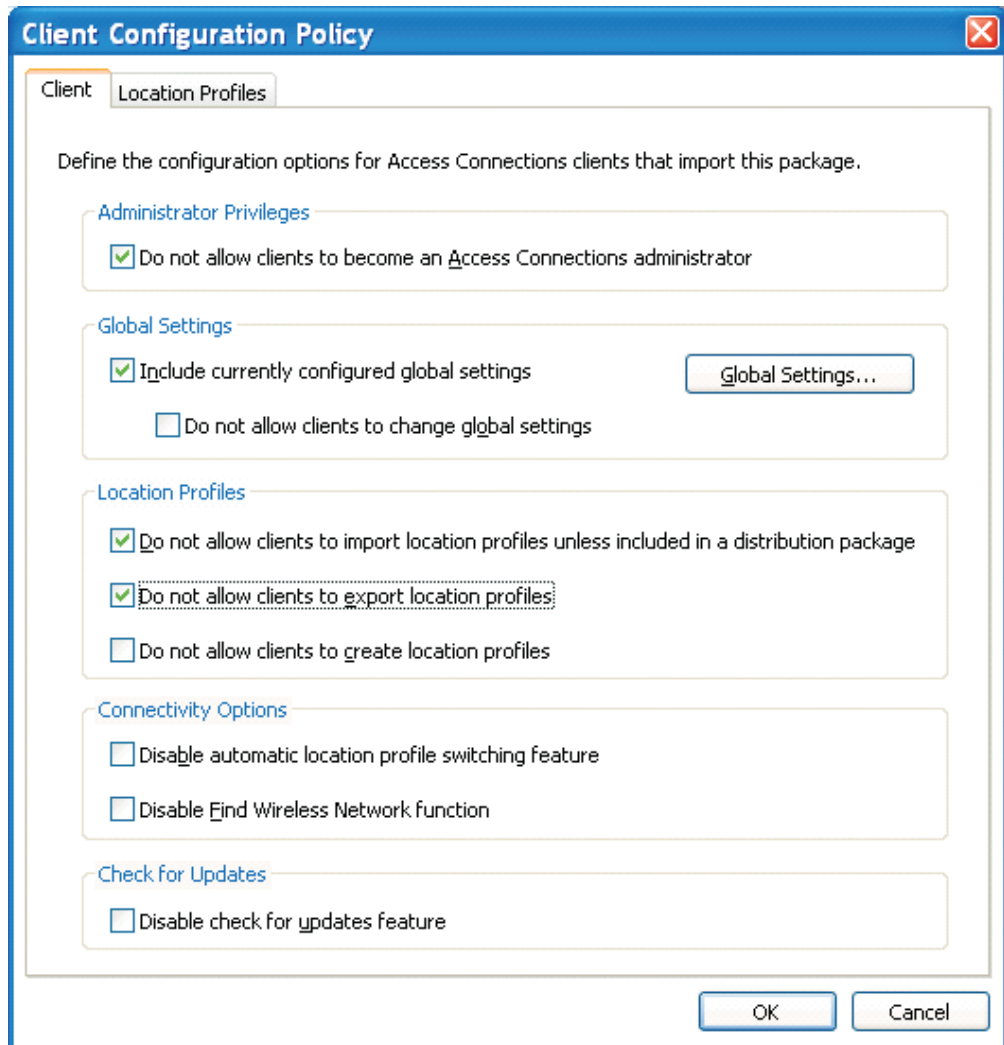 Client Configuration Policy
Client
Location Profiles
Define the configuration options for Access Connections clients that import this package.
Administrator Privileges
Do not allow clients to become an Access Connections administrator
Global Settings
Include currently configured global settings
Global Settings...
Do not allow clients to change global settings
Location Profiles
Do not allow clients to import location profiles unless included in a distribution package
Do not allow clients to export location profiles
Do not allow clients to create location profiles
Connectivity Options
Disable automatic location profile switching feature
Disable Find Wireless Network function
Check for Updates
Disable check for updates feature
OK
Cancel